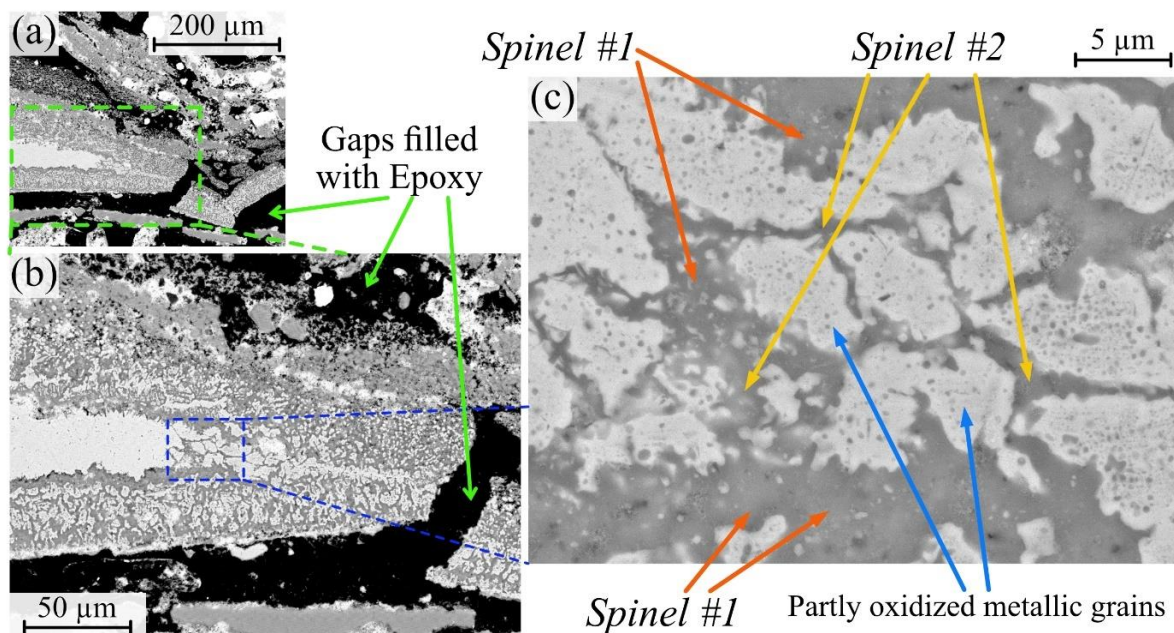 (a)
200 µm
Gaps filled
with Epoxy
(b)
50 µm
Spinel #1
Spinel #2
5 µm
(c)
Spinel #1
Partly oxidized metallic grains